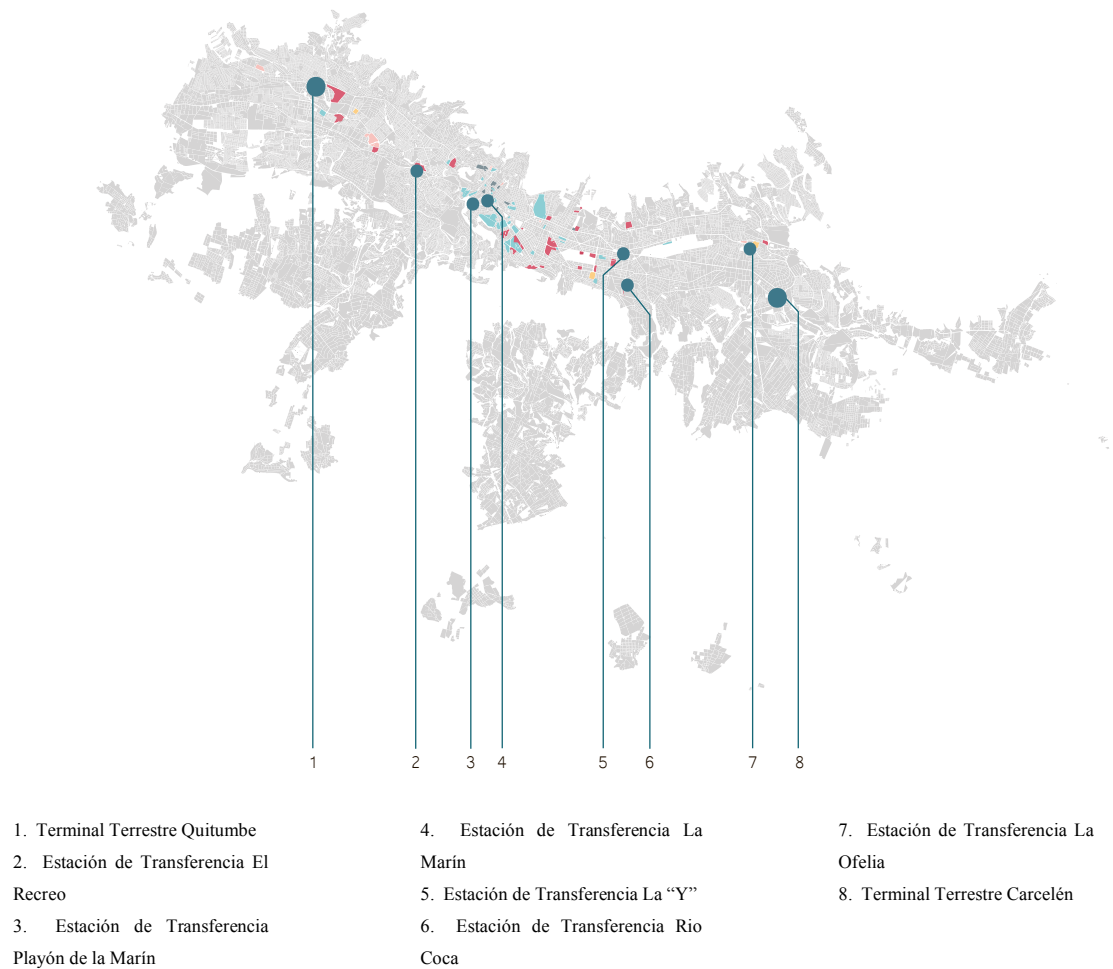 1 2 3 4 5 6 7 8
1. Terminal Terrestre Quitumbe
2. Estación de Transferencia El
Recreo
3. Estación de Transferencia
Playón de la Marín
4. Estación de Transferencia La
Marín
5. Estación de Transferencia La “Y”
6. Estación de Transferencia Rio
Coca
7. Estación de Transferencia La
Ofelia
8. Terminal Terrestre Carcelén